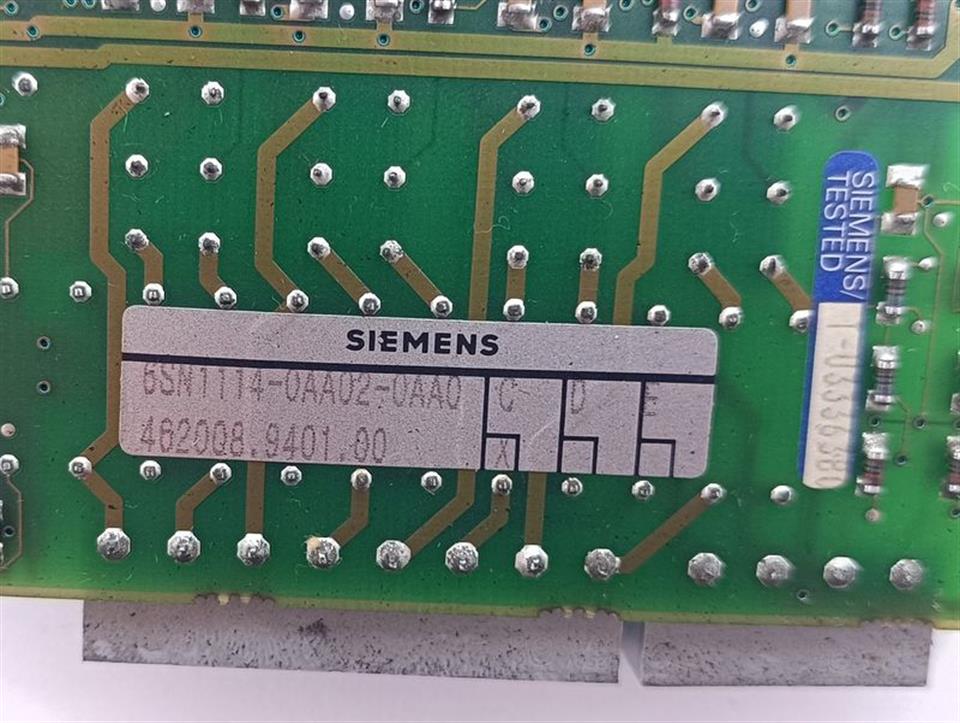 SIEMENS
6SN1114-0AA02-0AA0
462008.9401.00
C D E
X
SIEMENS/
TESTED